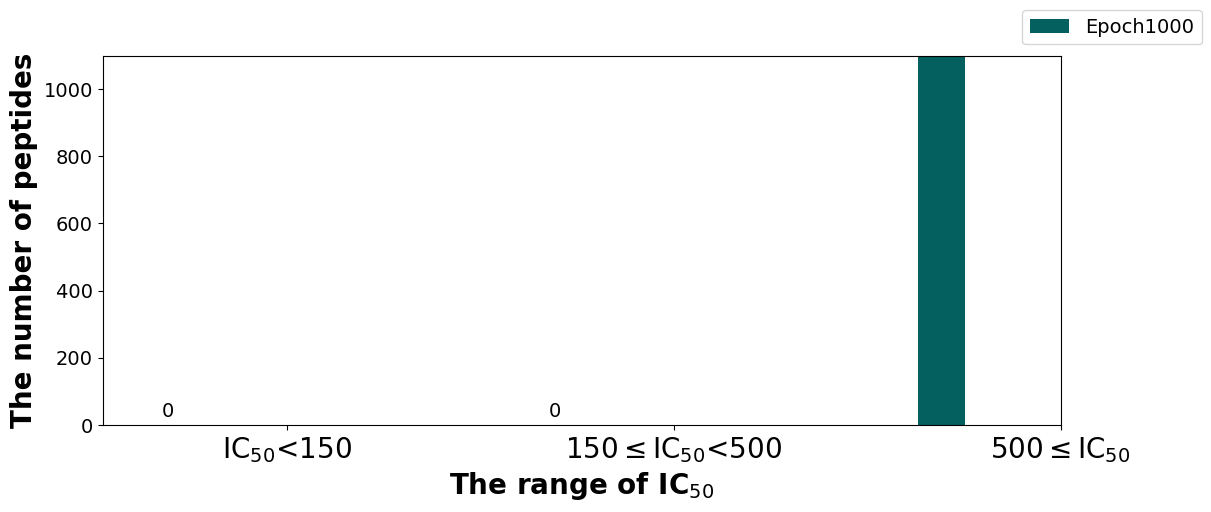 Epoch1000
The number of peptides
1000
800
600
400
200
0
0
0
IC₅₀<150
150≤IC₅₀<500
500≤IC₅₀
The range of IC₅₀